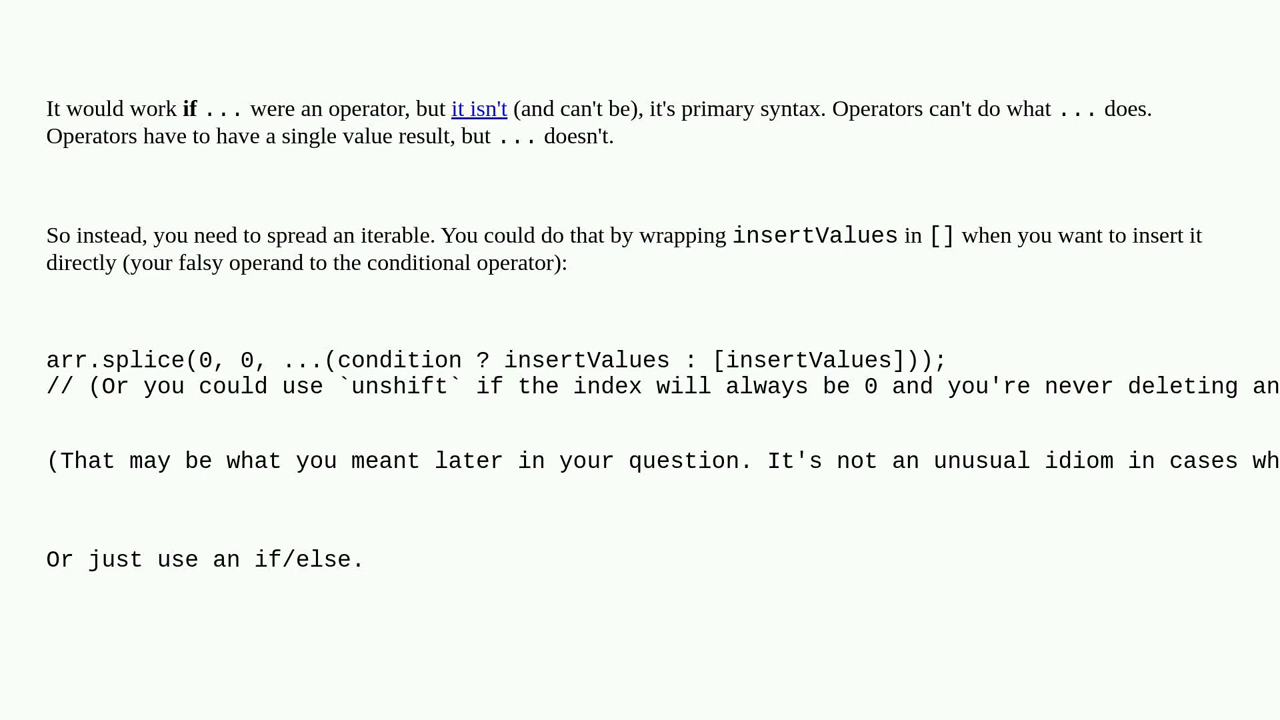 It would work if ... were an operator, but it isn't (and can't be), it's primary syntax. Operators can't do what ... does.
Operators have to have a single value result, but ... doesn't.
So instead, you need to spread an iterable. You could do that by wrapping insertValues in [] when you want to insert it
directly (your falsy operand to the conditional operator):
arr.splice(0, 0, ...(condition ? insertValues : [insertValues]));
// (Or you could use `unshift` if the index will always be 0 and you're never deleting an
(That may be what you meant later in your question. It's not an unusual idiom in cases wh
Or just use an if/else.